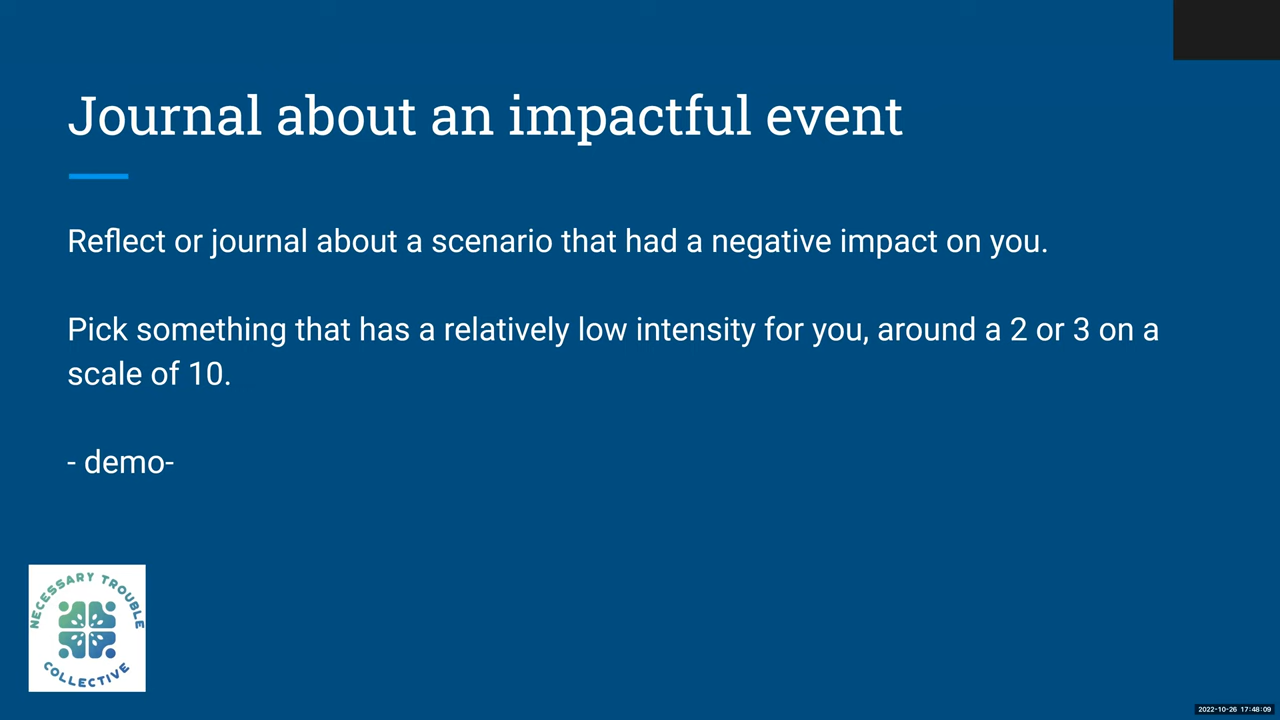 Journal about an impactful event
Reflect or journal about a scenario that had a negative impact on you.
Pick something that has a relatively low intensity for you, around a 2 or 3 on a
scale of 10.
- demo-
NECESSARY TROUBLE
COLLECTIVE
2022-10-26 17:48:09